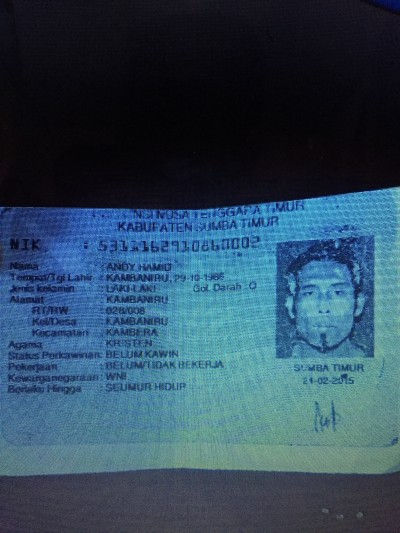 NUSA TENGGARA TIMUR
KABUPATEN SUMBA TIMUR
NIK : 5311162910860002
Nama : ANDY HAMID
Tempat/Tgl Lahir : KAMBANIRU, 29-10-1986
Jenis kelamin : LAKI-LAKI Gol. Darah : O
Alamat : KAMBANIRU
RT/RW : 028/008
Kel/Desa : KAMBANIRU
Kecamatan : KAMBERA
Agama : KRISTEN
Status Perkawinan: BELUM KAWIN
Pekerjaan : BELUM/TIDAK BEKERJA
Kewarganegaraan: WNI
Berlaku Hingga : SEUMUR HIDUP
SUMBA TIMUR
24-02-2015